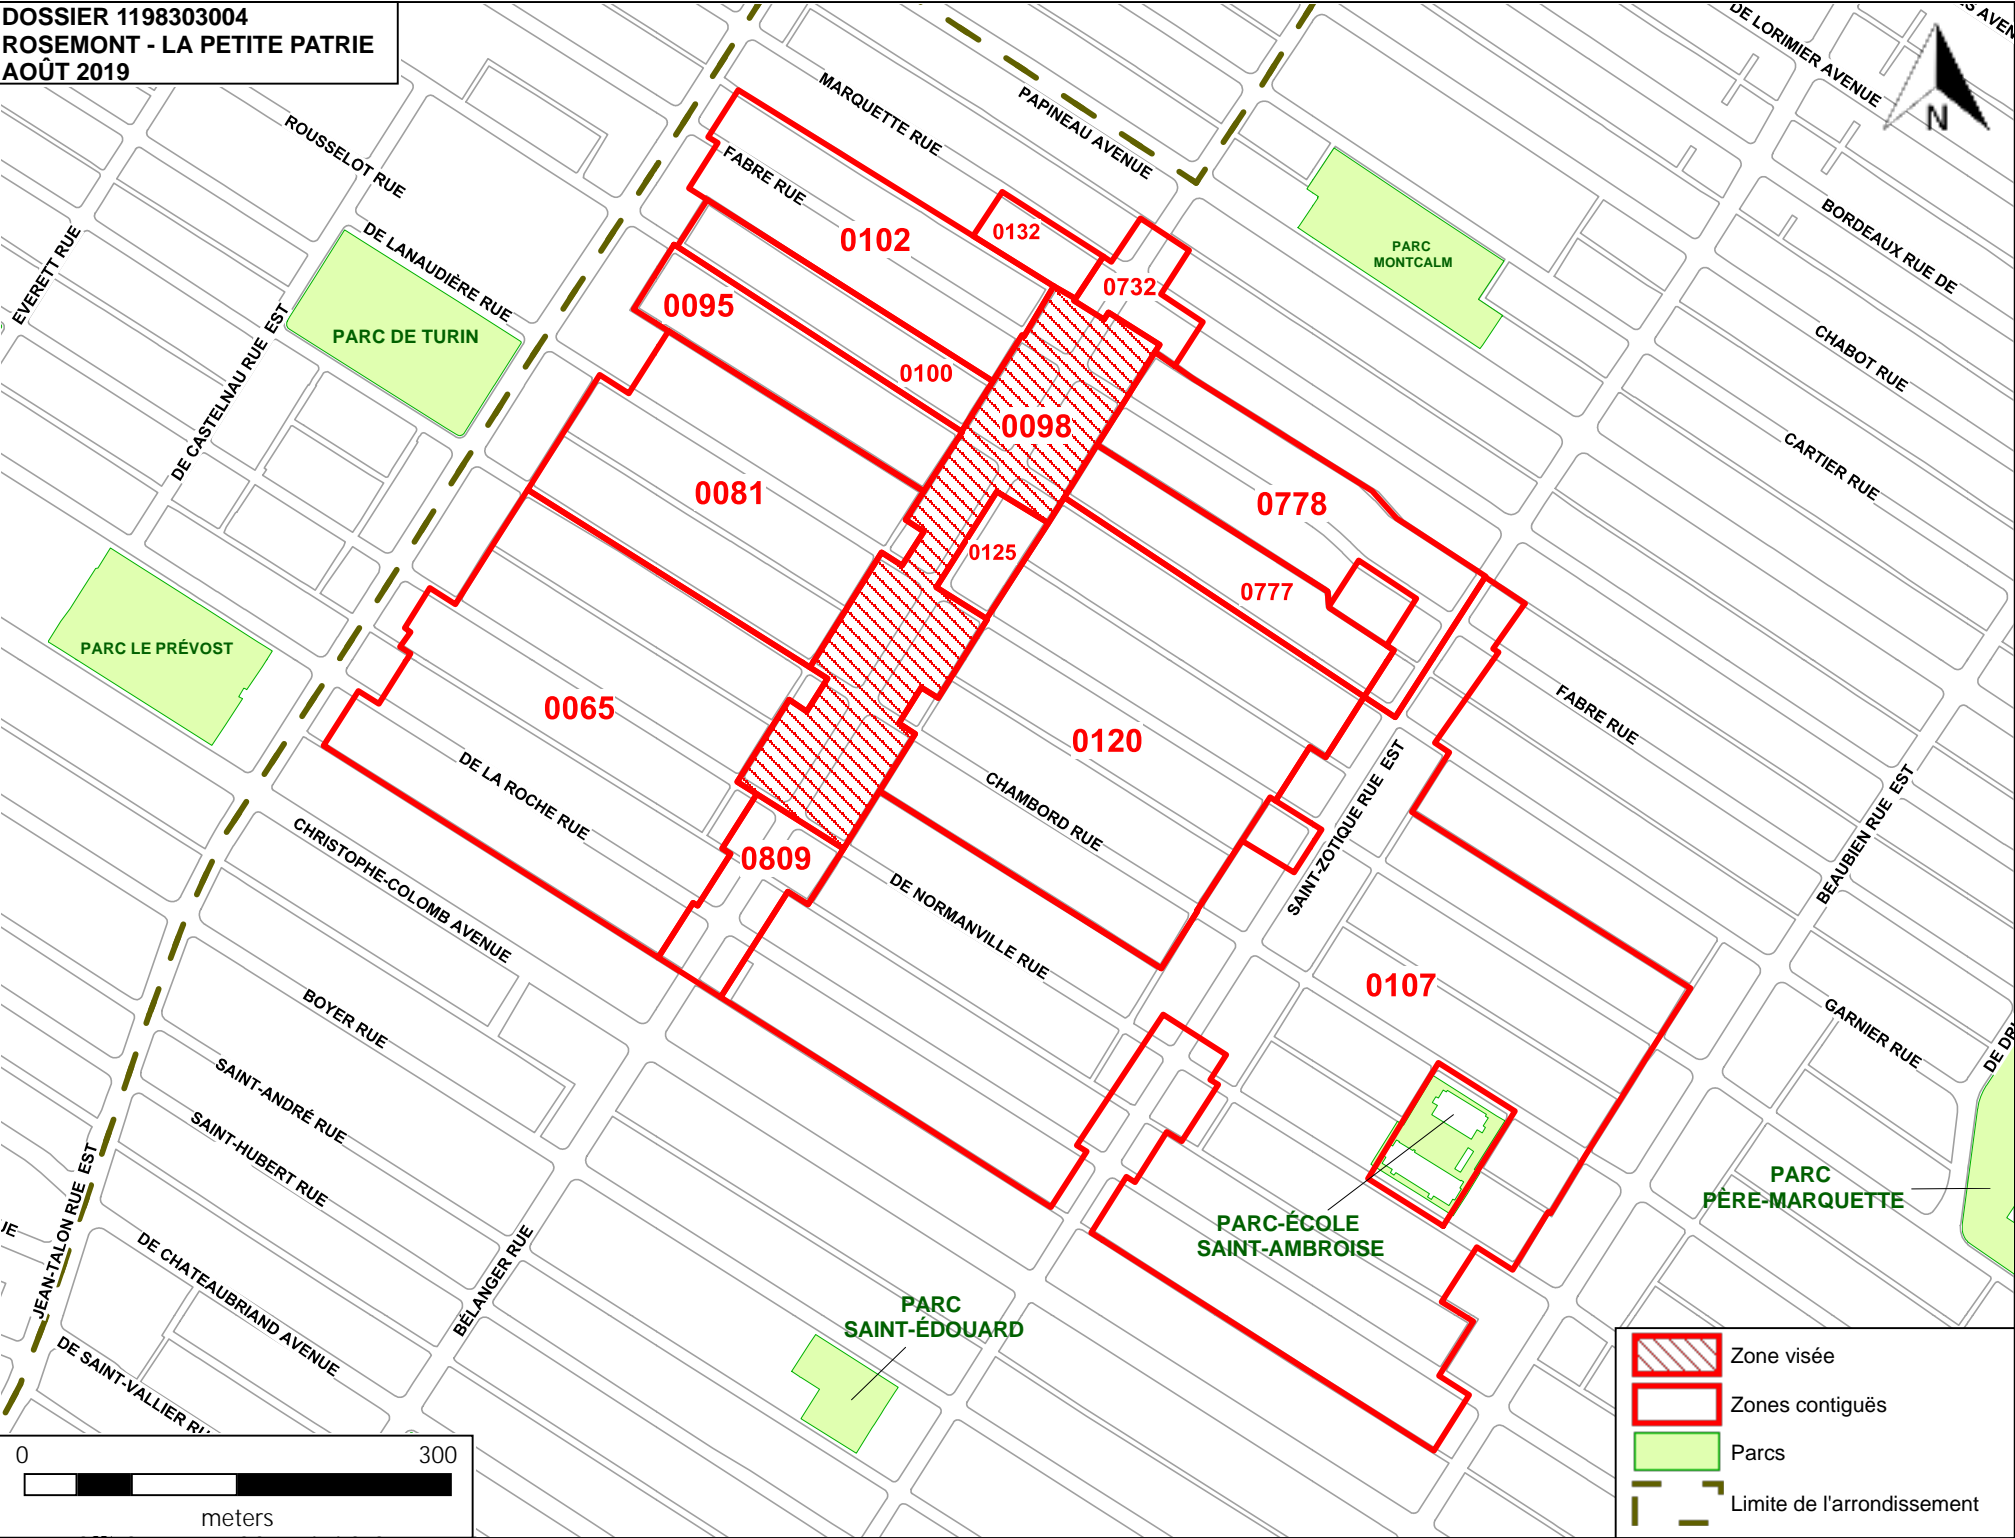 DOSSIER 1198303004
ROSEMONT - LA PETITE PATRIE
AOÛT 2019
DE LORIMIER AVENUE
N
MARQUETTE RUE
PAPINEAU AVENUE
ROUSSELOT RUE
FABRE RUE
BORDEAUX RUE DE
EVERETT RUE
DE LANAUDIÈRE RUE
0102
0132
0732
PARC
MONTCALM
0095
PARC DE TURIN
CHABOT RUE
DE CASTELNAU RUE EST
0100
0098
CARTIER RUE
0081
0778
0125
0777
PARC LE PRÉVOST
0065
0120
FABRE RUE
DE LA ROCHE RUE
CHAMBORD RUE
SAINT-ZOTIQUE RUE EST
BEAUBIEN RUE EST
CHRISTOPHE-COLOMB AVENUE
0809
DE NORMANVILLE RUE
0107
BOYER RUE
GARNIER RUE
SAINT-ANDRÉ RUE
SAINT-HUBERT RUE
JEAN-TALON RUE EST
PARC
PÈRE-MARQUETTE
PARC-ÉCOLE
SAINT-AMBROISE
DE CHATEAUBRIAND AVENUE
BÉLANGER RUE
PARC
SAINT-ÉDOUARD
DE SAINT-VALLIER
Zone visée
Zones contiguës
Parcs
Limite de l'arrondissement
0 300
meters